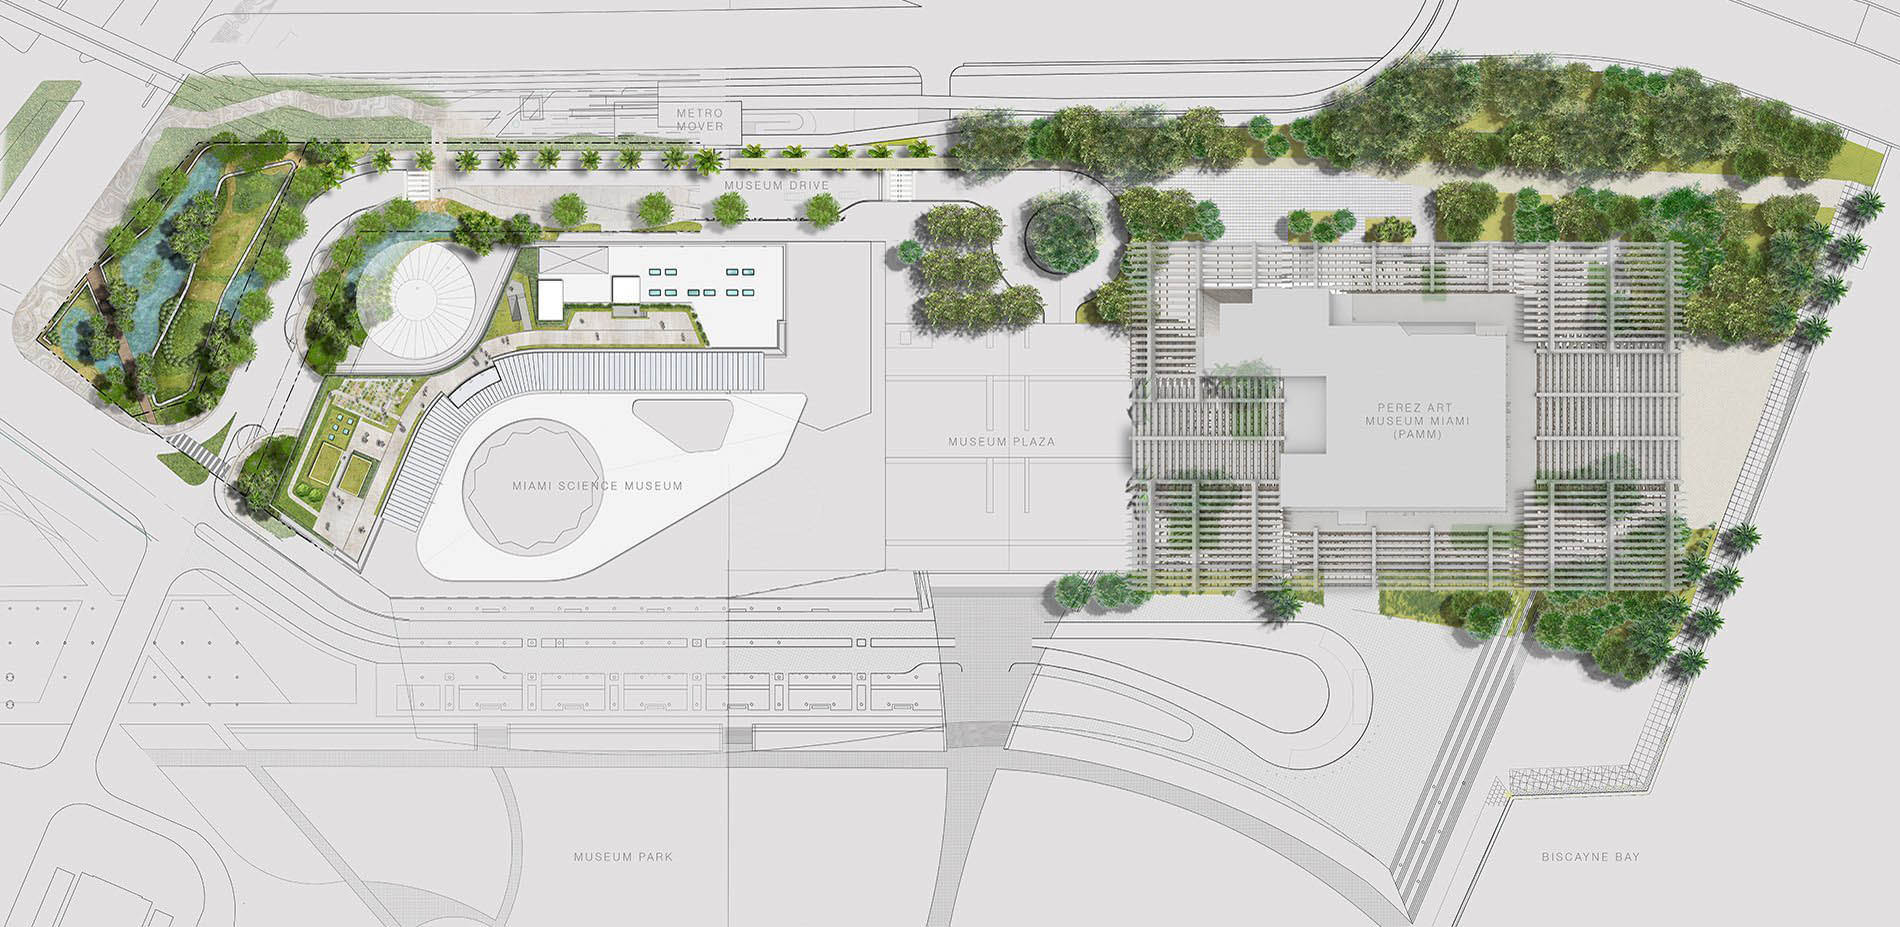 METRO
MOVER
MUSEUM DRIVE
PEREZ ART
MUSEUM MIAMI
(PAMM)
MUSEUM PLAZA
MIAMI SCIENCE MUSEUM
MUSEUM PARK
BISCAYNE BAY